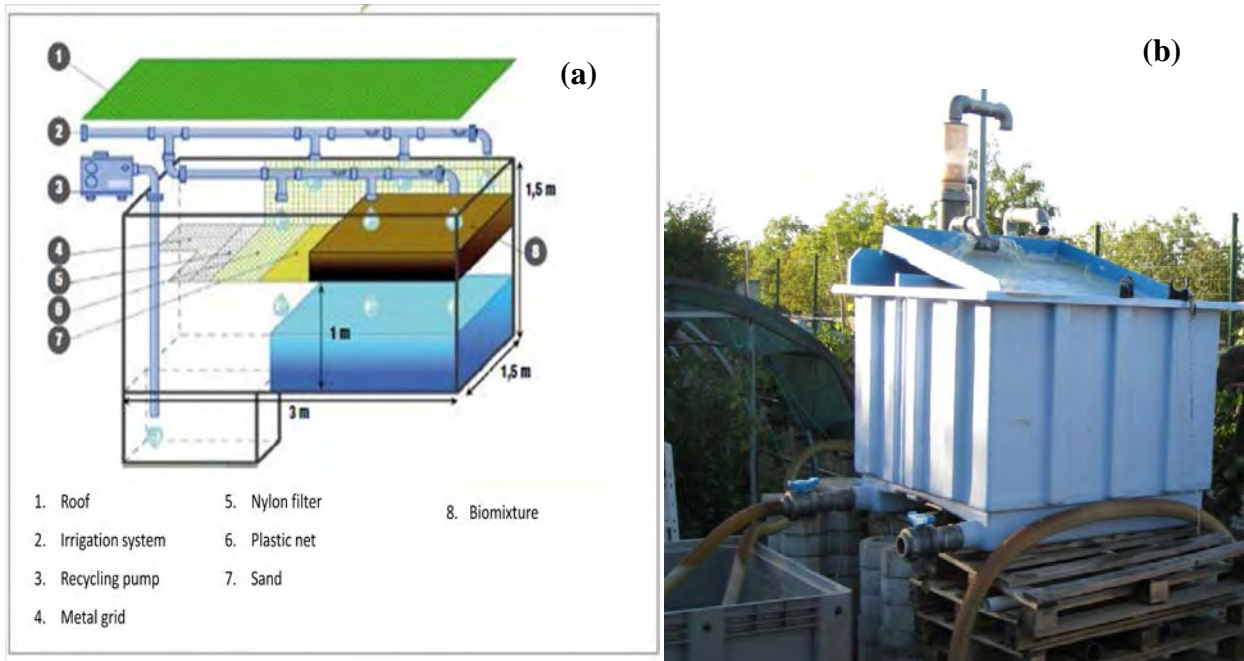 (a)
(b)
1
2
3
4
5
6
7
8
1,5 m
1 m
1,5 m
3 m
1. Roof
2. Irrigation system
3. Recycling pump
4. Metal grid
5. Nylon filter
6. Plastic net
7. Sand
8. Biomixture